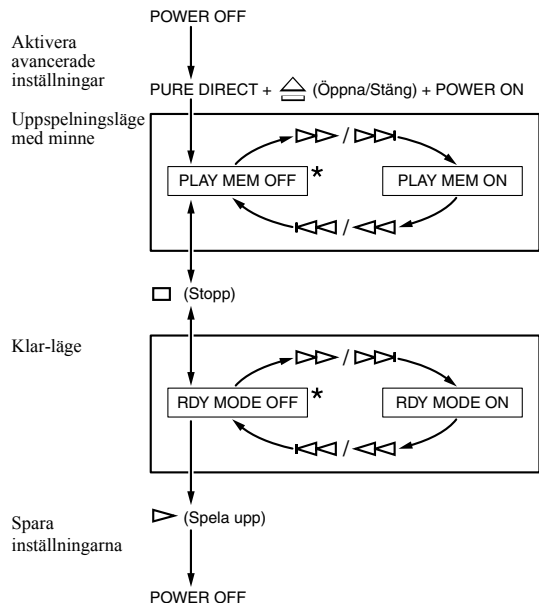 POWER OFF
Aktivera
avancerade
inställningar
PURE DIRECT + (Öppna/Stäng) + POWER ON
Uppspelningsläge
med minne
/
PLAY MEM OFF *
PLAY MEM ON
/
(Stopp)
Klar-läge
/
RDY MODE OFF *
RDY MODE ON
/
(Spela upp)
Spara
inställningarna
POWER OFF